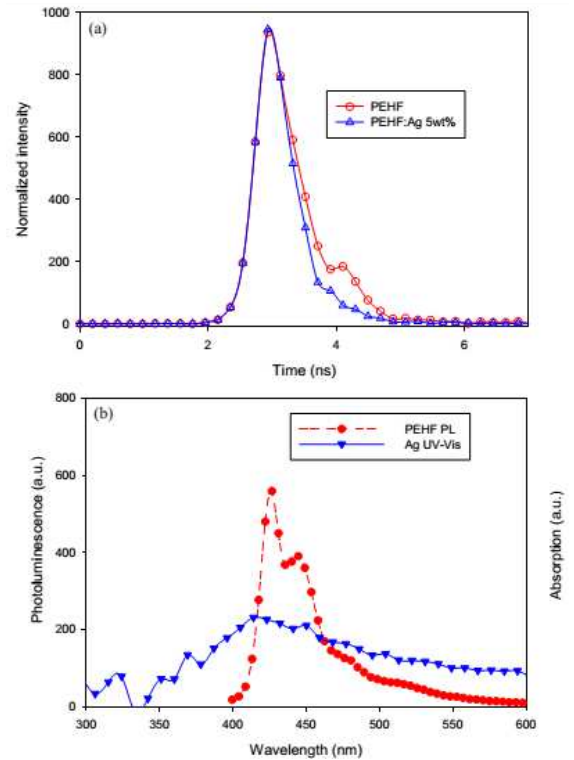 (a)
1000
800
600
400
200
0
Normalized intensity
PEHF
PEHF:Ag 5wt%
0 2 4 6
Time (ns)
(b)
800
600
400
200
0
Photoluminescence (a.u.)
PEHF PL
Ag UV-Vis
Absorption (a.u.)
300 350 400 450 500 550 600
Wavelength (nm)